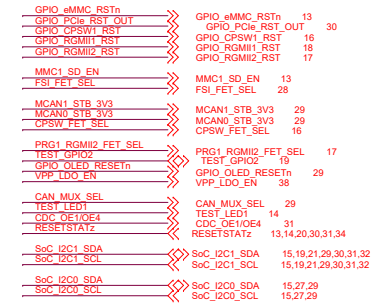 GPIO_eMMC_RSTn GPIO_eMMC_RSTn 13
GPIO_PCIe_RST_OUT GPIO_PCIe_RST_OUT 30
GPIO_CPSW1_RST GPIO_CPSW1_RST 16
GPIO_RGMII1_RST GPIO_RGMII1_RST 18
GPIO_RGMII2_RST GPIO_RGMII2_RST 17
MMC1_SD_EN MMC1_SD_EN 13
FSI_FET_SEL FSI_FET_SEL 28
MCAN1_STB_3V3 MCAN1_STB_3V3 29
MCAN0_STB_3V3 MCAN0_STB_3V3 29
CPSW_FET_SEL CPSW_FET_SEL 16
PRG1_RGMII2_FET_SEL PRG1_RGMII2_FET_SEL 17
TEST_GPIO2 TEST_GPIO2 19
GPIO_OLED_RESETn GPIO_OLED_RESETn 29
VPP_LDO_EN VPP_LDO_EN 38
CAN_MUX_SEL CAN_MUX_SEL 29
TEST_LED1 TEST_LED1 14
CDC_OE1/OE4 CDC_OE1/OE4 31
RESETSTATz RESETSTATz 13,14,20,30,31,34
SoC_I2C1_SDA SoC_I2C1_SDA 15,19,21,29,30,31,32
SoC_I2C1_SCL SoC_I2C1_SCL 15,19,21,29,30,31,32
SoC_I2C0_SDA SoC_I2C0_SDA 15,27,29
SoC_I2C0_SCL SoC_I2C0_SCL 15,27,29